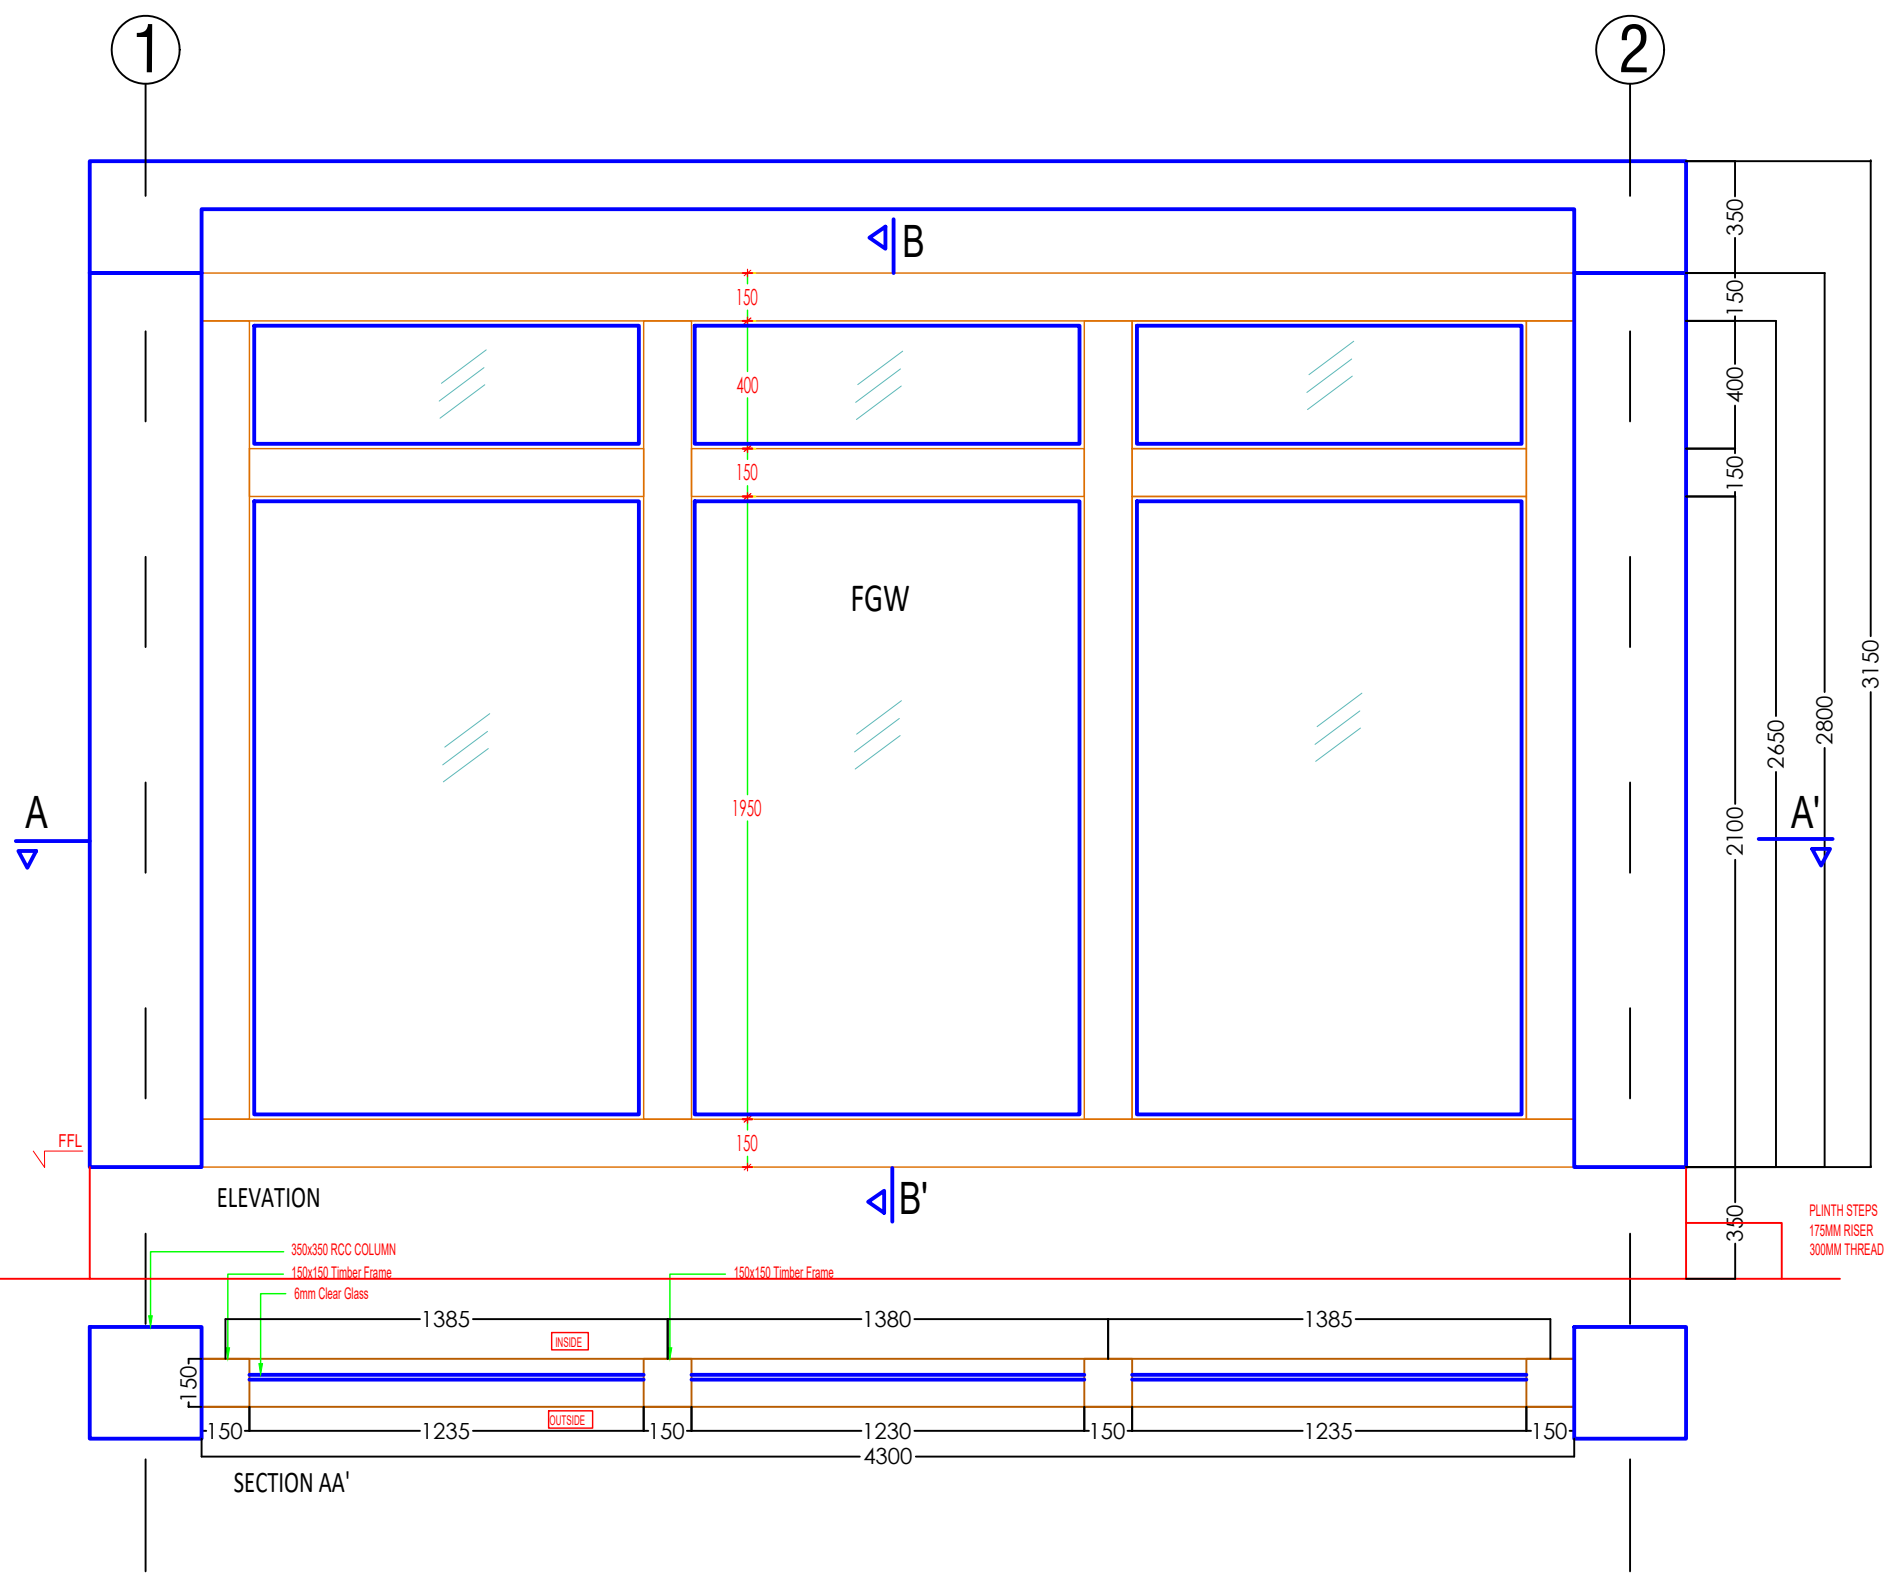 1
2
B
350
150
150
400
400
150
150
FGW
1950
2100
2650
2800
3150
A
A'
FFL
150
B'
ELEVATION
350
PLINTH STEPS
175MM RISER
300MM THREAD
350x350 RCC COLUMN
150x150 Timber Frame
150x150 Timber Frame
6mm Clear Glass
1385
1380
1385
INSIDE
150
OUTSIDE
150
1235
150
1230
150
1235
150
4300
SECTION AA'